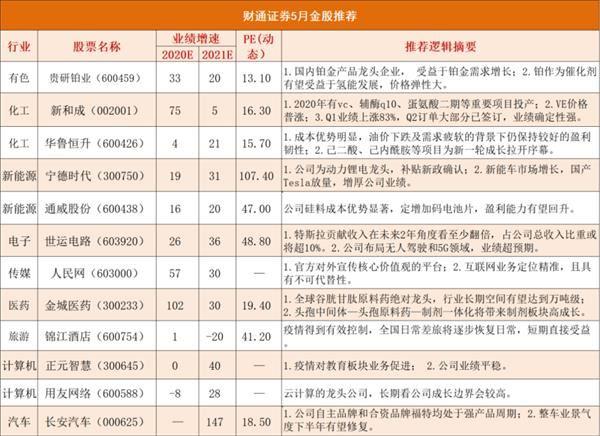 财通证券5月金股推荐
行业 股票名称 业绩增速 PE(动态) 推荐逻辑摘要
2020E 2021E
有色 贵研铂业（600459） 33 20 13.10 1.国内铂金产品龙头企业， 受益于铂金需求增长；2.铂作为催化剂
有望受益于氢能发展，价格弹性大。
化工 新和成（002001） 75 5 16.30 1.2020年有vc、辅酶q10、蛋氨酸二期等重要项目投产；2.VE价格
普涨；3.Q1业绩上涨83%，Q2订单大部分已签订，业绩确定性强。
化工 华鲁恒升（600426） 4 21 15.70 1.成本优势明显，油价下跌及需求疲软的背景下仍保持较好的盈利
韧性；2.己二酸、己内酰胺等项目为新一轮成长拉开序幕。
新能源 宁德时代（300750） 19 31 107.40 1.公司为动力锂电龙头，补贴新政确认；2.新能车市场增长，国产
Tesla放量，增厚公司业绩。
新能源 通威股份（600438） 16 20 47.00 公司硅料成本优势显著，定增加码电池片，盈利能力有望回升。
电子 世运电路（603920） 26 36 48.80 1.特斯拉贡献收入在未来2年角度看至少翻倍，占公司总收入比重或
将超10%。2.公司布局无人驾驶和5G领域，业绩超预期。
传媒 人民网（603000） 57 30 — 1.官方对外宣传核心价值观的平台；2.互联网业务定位精准，且具
有不可代替性。
医药 金城医药（300233） 102 30 19.40 1.全球谷胱甘肽原料药绝对龙头，行业长期空间有望达到万吨级；
2.头孢中间体—头孢原料药—制剂一体化将带来制剂板块高成长。
旅游 锦江酒店（600754） 1 -20 41.20 疫情得到有效控制，全国日常差旅将逐步恢复日常，短期直接受益。
计算机 正元智慧（300645） 0 40 — 1.疫情对教育板块业务促进； 2.公司业绩平稳。
计算机 用友网络（600588） -8 28 — 云计算的龙头公司，长期看公司成长边界会较高。
汽车 长安汽车（000625） — 147 18.50 1.公司自主品牌和合资品牌福特均处于强产品周期；2.整车业景气
度下半年有望修复。